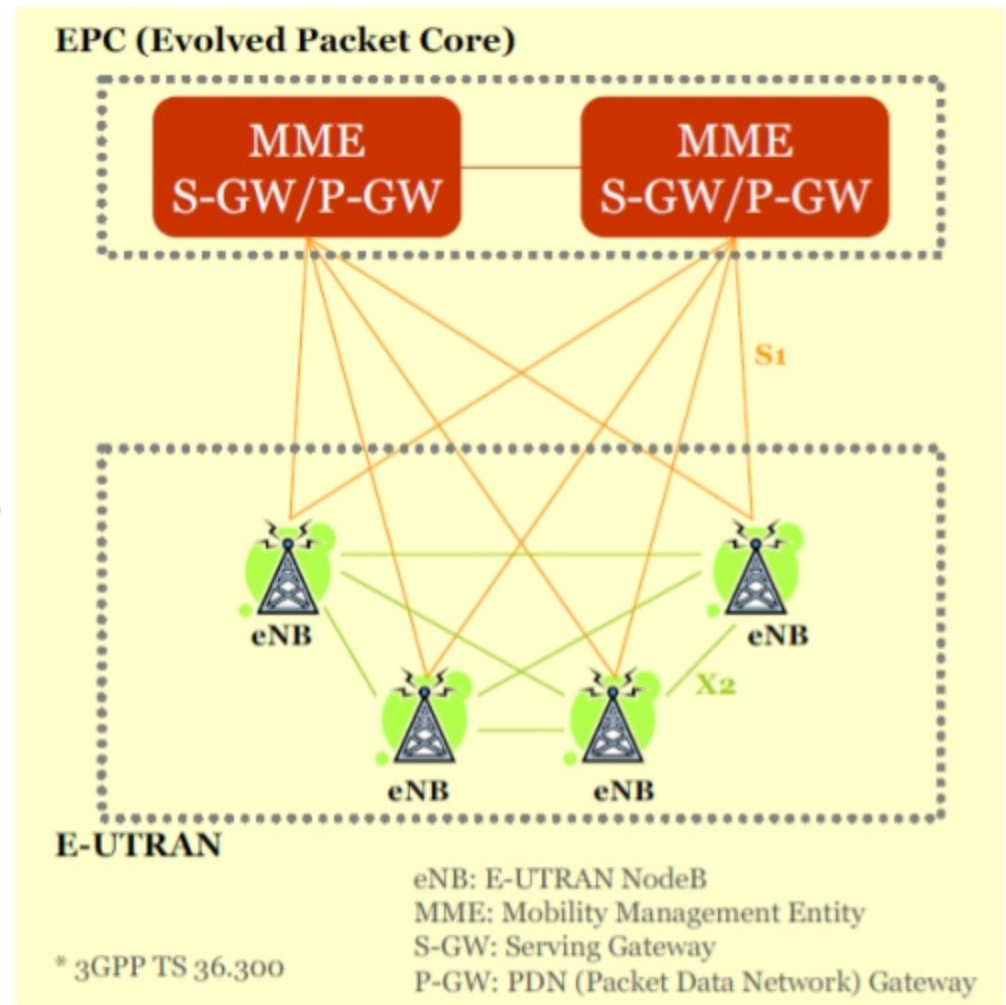 EPC (Evolved Packet Core)
MME
S-GW/P-GW
MME
S-GW/P-GW
S1
eNB
eNB
X2
eNB
eNB
E-UTRAN
eNB: E-UTRAN NodeB
MME: Mobility Management Entity
S-GW: Serving Gateway
P-GW: PDN (Packet Data Network) Gateway
* 3GPP TS 36.300